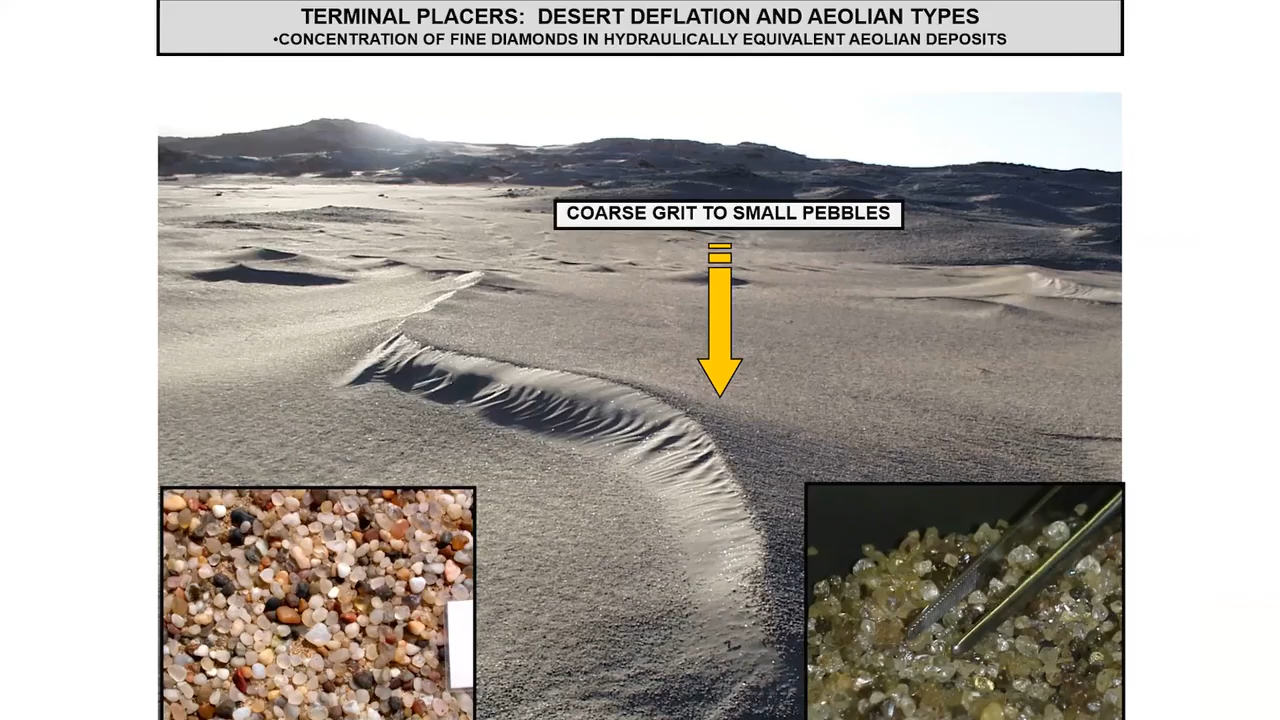 TERMINAL PLACERS: DESERT DEFLATION AND AEOLIAN TYPES
•CONCENTRATION OF FINE DIAMONDS IN HYDRAULICALLY EQUIVALENT AEOLIAN DEPOSITS
COARSE GRIT TO SMALL PEBBLES